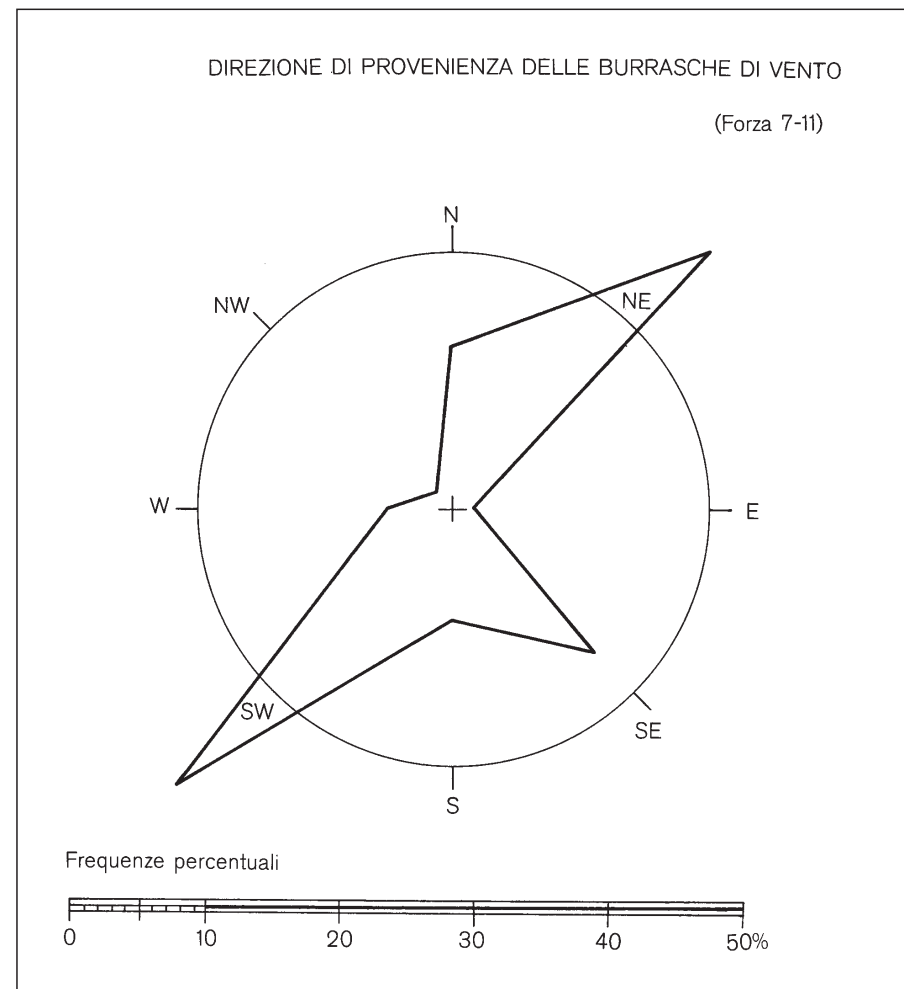 DIREZIONE DI PROVENIENZA DELLE BURRASCHE DI VENTO
(Forza 7-11)
N
NW
NE
W
E
SW
SE
S
Frequenze percentuali
0 10 20 30 40 50%